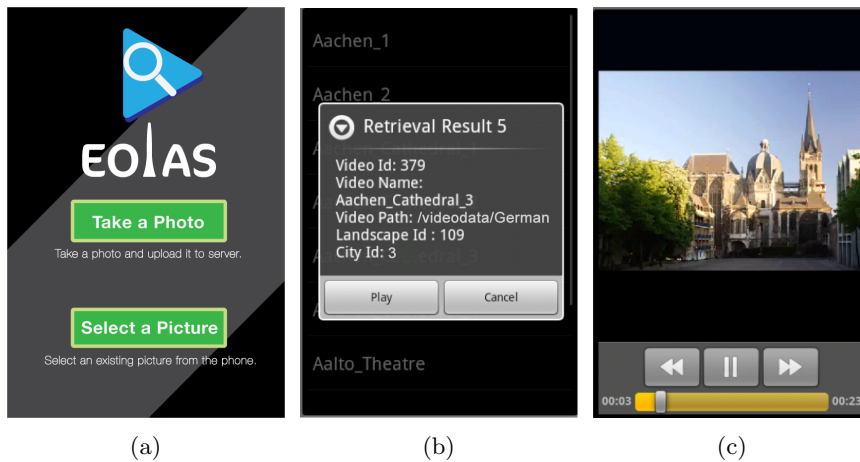 EOIAS
Take a Photo
Take a photo and upload it to server.
Select a Picture
Select an existing picture from the phone.
(a)
Aachen_1
Aachen_2
Retrieval Result 5
Video Id: 379
Video Name:
Aachen_Cathedral_3
Video Path: /videodata/German
Landscape Id : 109
City Id: 3
Play
Cancel
Aalto_Theatre
(b)
00:03
00:23
(c)